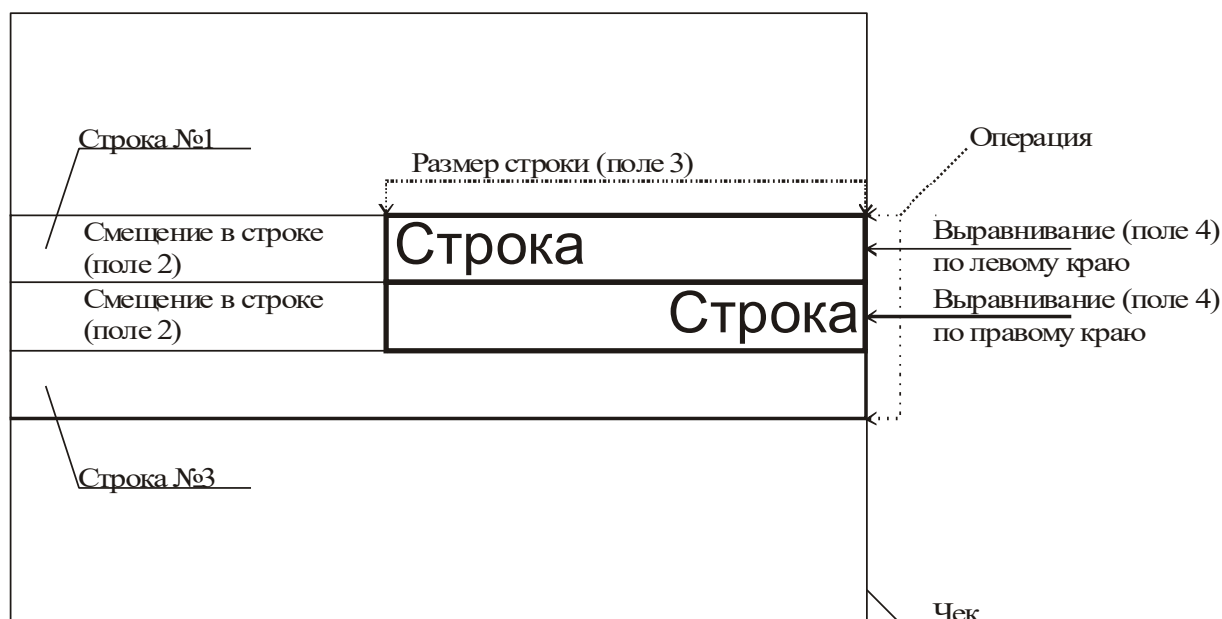 Строка №1
Операция
Размер строки (поле 3)
Смещение в строке
(поле 2)
Строка
Выравнивание (поле 4)
по левому краю
Смещение в строке
(поле 2)
Строка
Выравнивание (поле 4)
по правому краю
Строка №3
Чек